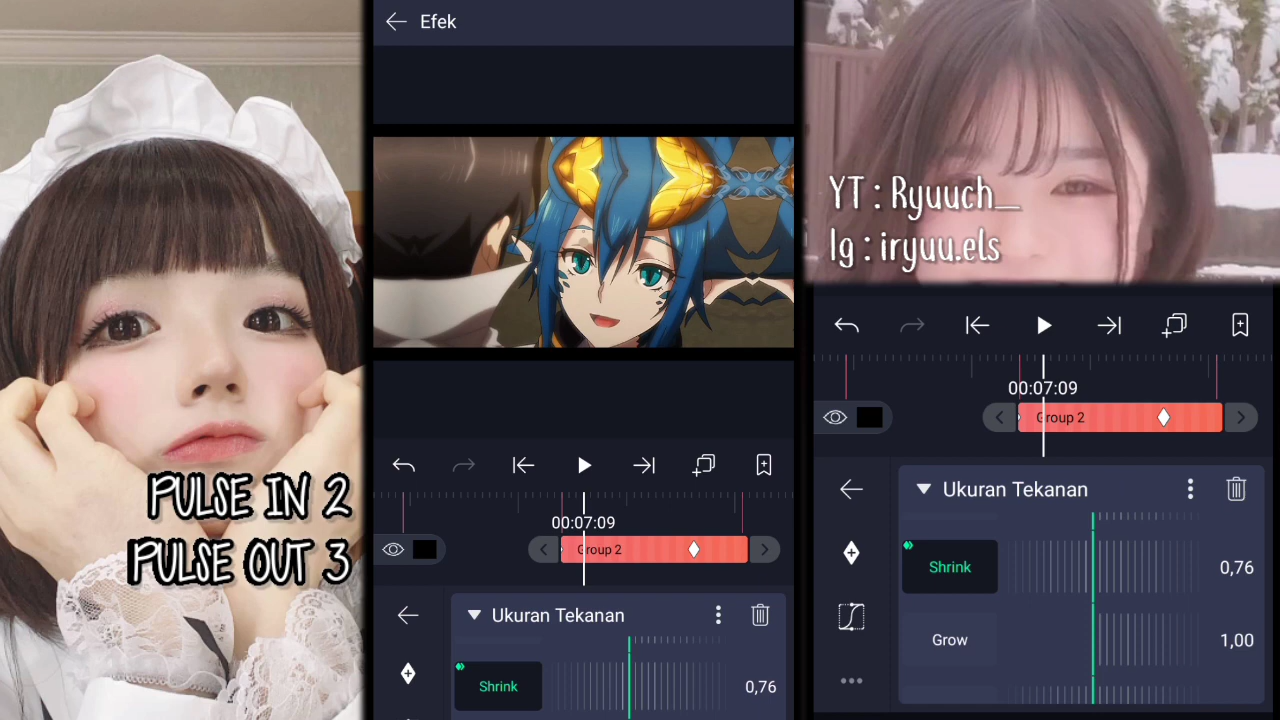 PULSE IN 2
PULSE OUT 3
Efek
00:07:09
Group 2
Ukuran Tekanan
Shrink
0,76
YT : Ryuuch__
Ig : iryuu.els
00:07:09
Group 2
Ukuran Tekanan
Shrink
0,76
Grow
1,00